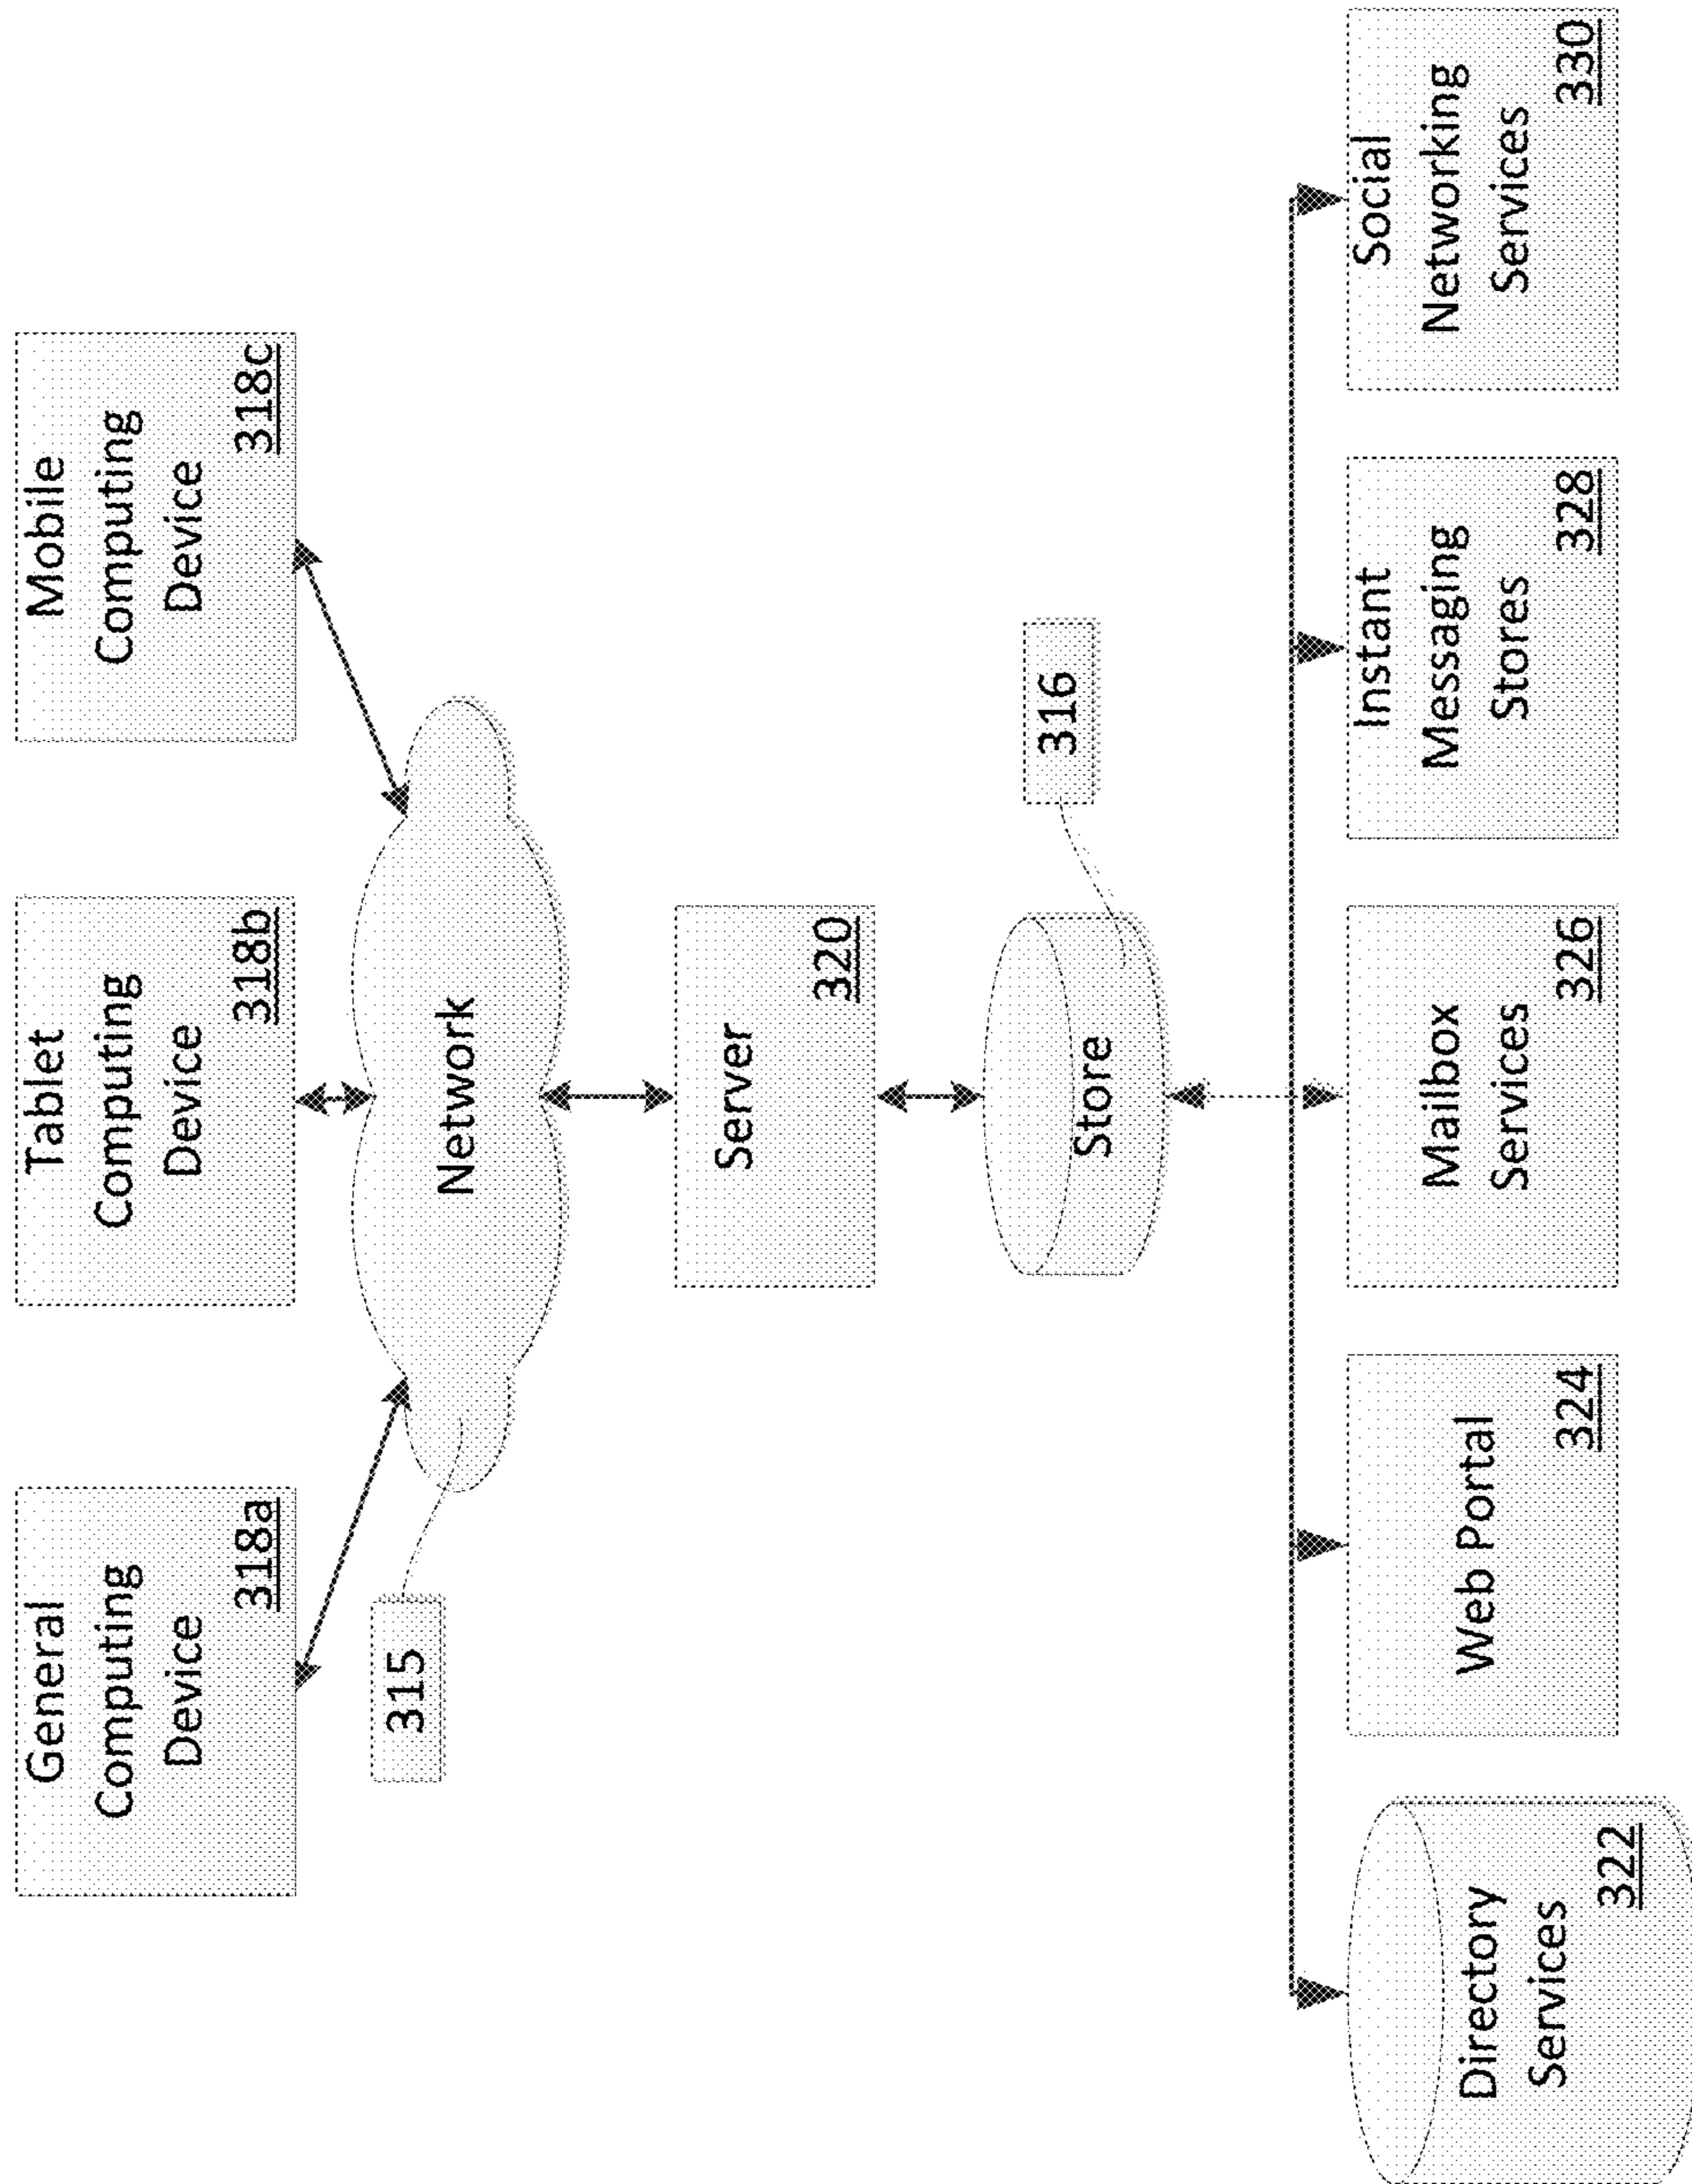 General
Computing
Device
318a
Tablet
Computing
Device
318b
Mobile
Computing
Device
318c
315
Network
Server
320
316
Store
Directory
Services
322
Web Portal
324
Mailbox
Services
326
Instant
Messaging
Stores
328
Social
Networking
Services
330